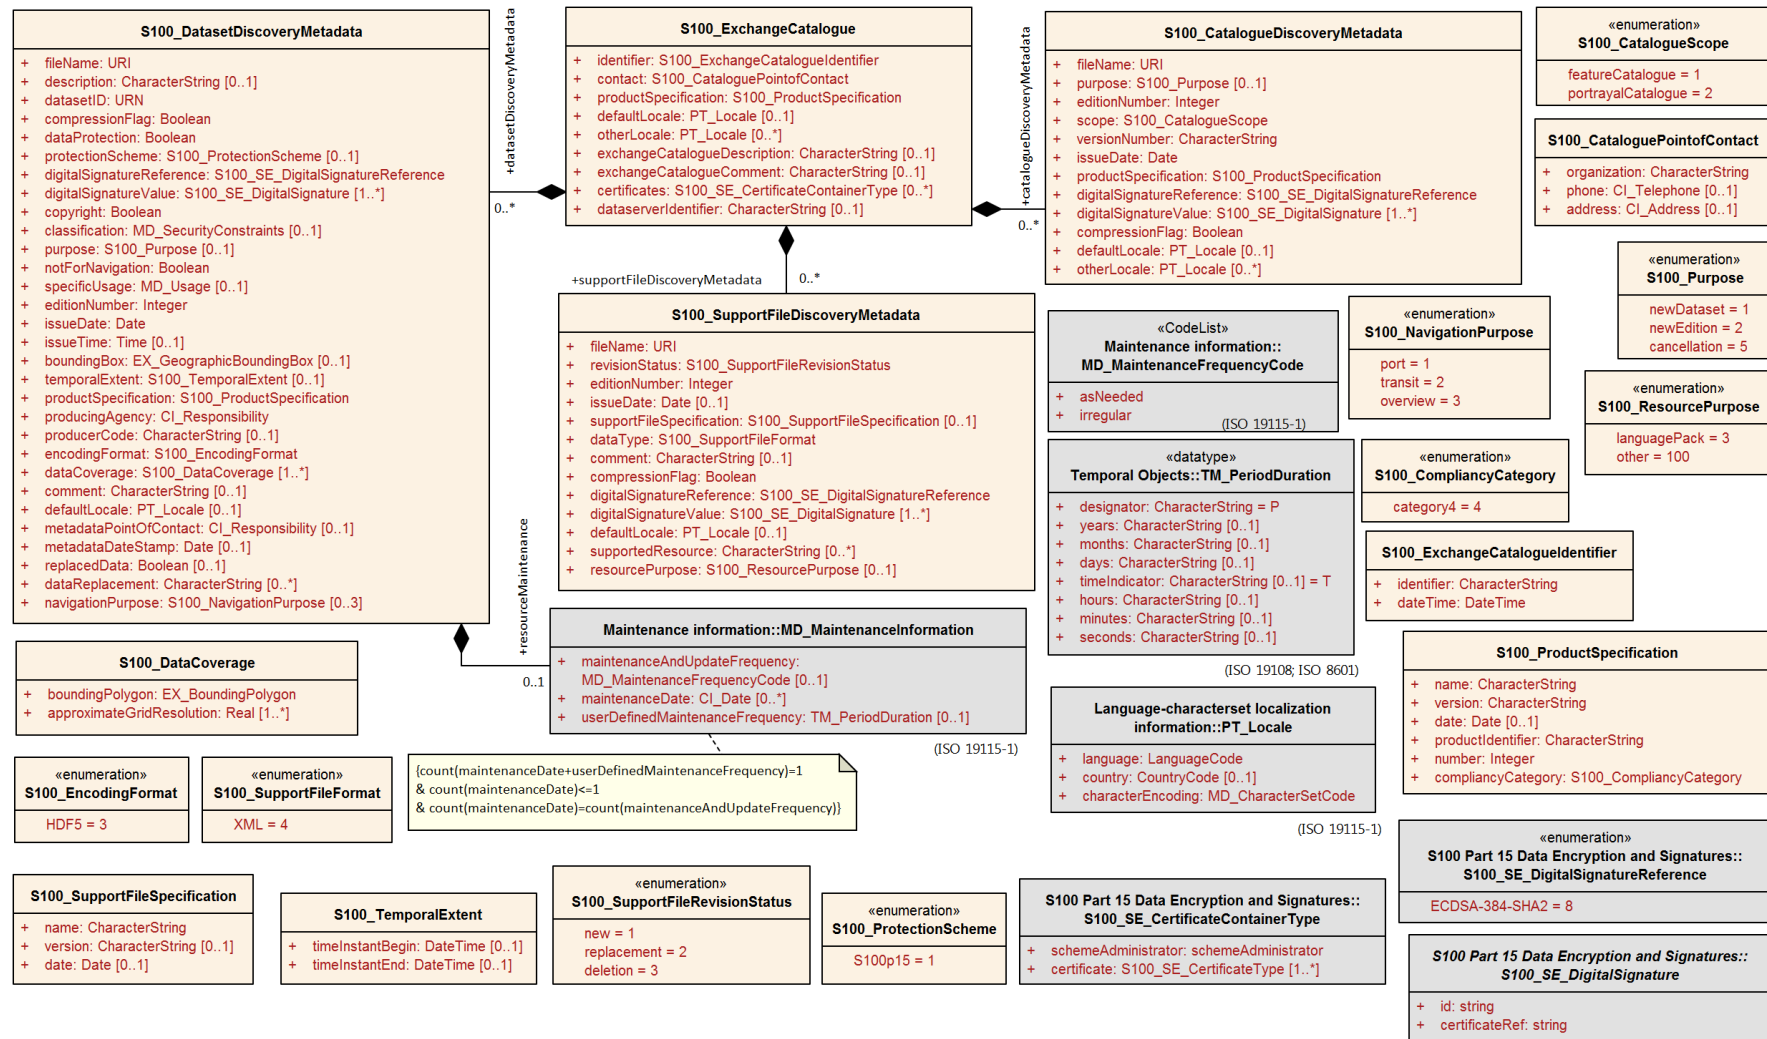 S100_DatasetDiscoveryMetadata
+ fileName: URI
+ description: CharacterString [0..1]
+ datasetID: URN
+ compressionFlag: Boolean
+ dataProtection: Boolean
+ protectionScheme: S100_ProtectionScheme [0..1]
+ digitalSignatureReference: S100_SE_DigitalSignatureReference
+ digitalSignatureValue: S100_SE_DigitalSignature [1..*]
+ copyright: Boolean
+ classification: MD_SecurityConstraints [0..1]
+ purpose: S100_Purpose [0..1]
+ notForNavigation: Boolean
+ specificUsage: MD_Usage [0..1]
+ editionNumber: Integer
+ issueDate: Date
+ issueTime: Time [0..1]
+ boundingBox: EX_GeographicBoundingBox [0..1]
+ temporalExtent: S100_TemporalExtent [0..1]
+ productSpecification: S100_ProductSpecification
+ producingAgency: CI_Responsibility
+ producerCode: CharacterString [0..1]
+ encodingFormat: S100_EncodingFormat
+ dataCoverage: S100_DataCoverage [1..*]
+ comment: CharacterString [0..1]
+ defaultLocale: PT_Locale [0..1]
+ metadataPointOfContact: CI_Responsibility [0..1]
+ metadataDateStamp: Date [0..1]
+ replacedData: Boolean [0..1]
+ dataReplacement: CharacterString [0..*]
+ navigationPurpose: S100_NavigationPurpose [0..3]
+datasetDiscoveryMetadata
0..*
S100_ExchangeCatalogue
+ identifier: S100_ExchangeCatalogueIdentifier
+ contact: S100_CataloguePointofContact
+ productSpecification: S100_ProductSpecification
+ defaultLocale: PT_Locale [0..1]
+ otherLocale: PT_Locale [0..*]
+ exchangeCatalogueDescription: CharacterString [0..1]
+ exchangeCatalogueComment: CharacterString [0..1]
+ certificates: S100_SE_CertificateContainerType [0..*]
+ dataserverIdentifier: CharacterString [0..1]
+catalogueDiscoveryMetadata
0..*
S100_CatalogueDiscoveryMetadata
+ fileName: URI
+ purpose: S100_Purpose [0..1]
+ editionNumber: Integer
+ scope: S100_CatalogueScope
+ versionNumber: CharacterString
+ issueDate: Date
+ productSpecification: S100_ProductSpecification
+ digitalSignatureReference: S100_SE_DigitalSignatureReference
+ digitalSignatureValue: S100_SE_DigitalSignature [1..*]
+ compressionFlag: Boolean
+ defaultLocale: PT_Locale [0..1]
+ otherLocale: PT_Locale [0..*]
«enumeration»
S100_CatalogueScope
featureCatalogue = 1
portrayalCatalogue = 2
S100_CataloguePointofContact
+ organization: CharacterString
+ phone: CI_Telephone [0..1]
+ address: CI_Address [0..1]
«enumeration»
S100_Purpose
newDataset = 1
newEdition = 2
cancellation = 5
+supportFileDiscoveryMetadata
0..*
S100_SupportFileDiscoveryMetadata
+ fileName: URI
+ revisionStatus: S100_SupportFileRevisionStatus
+ editionNumber: Integer
+ issueDate: Date [0..1]
+ supportFileSpecification: S100_SupportFileSpecification [0..1]
+ dataType: S100_SupportFileFormat
+ comment: CharacterString [0..1]
+ compressionFlag: Boolean
+ digitalSignatureReference: S100_SE_DigitalSignatureReference
+ digitalSignatureValue: S100_SE_DigitalSignature [1..*]
+ defaultLocale: PT_Locale [0..1]
+ supportedResource: CharacterString [0..*]
+ resourcePurpose: S100_ResourcePurpose [0..1]
«CodeList»
Maintenance information::
MD_MaintenanceFrequencyCode
+ asNeeded
+ irregular
(ISO 19115-1)
«enumeration»
S100_NavigationPurpose
port = 1
transit = 2
overview = 3
«enumeration»
S100_ResourcePurpose
languagePack = 3
other = 100
«datatype»
Temporal Objects::TM_PeriodDuration
+ designator: CharacterString = P
+ years: CharacterString [0..1]
+ months: CharacterString [0..1]
+ days: CharacterString [0..1]
+ timeIndicator: CharacterString [0..1] = T
+ hours: CharacterString [0..1]
+ minutes: CharacterString [0..1]
+ seconds: CharacterString [0..1]
(ISO 19108; ISO 8601)
«enumeration»
S100_CompliancyCategory
category4 = 4
S100_ExchangeCatalogueIdentifier
+ identifier: CharacterString
+ dateTime: DateTime
+resourceMaintenance
0..1
Maintenance information::MD_MaintenanceInformation
+ maintenanceAndUpdateFrequency:
MD_MaintenanceFrequencyCode [0..1]
+ maintenanceDate: CI_Date [0..*]
+ userDefinedMaintenanceFrequency: TM_PeriodDuration [0..1]
(ISO 19115-1)
{count(maintenanceDate+userDefinedMaintenanceFrequency)=1
& count(maintenanceDate)<=1
& count(maintenanceDate)=count(maintenanceAndUpdateFrequency)}
S100_DataCoverage
+ boundingPolygon: EX_BoundingPolygon
+ approximateGridResolution: Real [1..*]
Language-characterset localization
information::PT_Locale
+ language: LanguageCode
+ country: CountryCode [0..1]
+ characterEncoding: MD_CharacterSetCode
(ISO 19115-1)
S100_ProductSpecification
+ name: CharacterString
+ version: CharacterString
+ date: Date [0..1]
+ productIdentifier: CharacterString
+ number: Integer
+ compliancyCategory: S100_CompliancyCategory
«enumeration»
S100_EncodingFormat
HDF5 = 3
«enumeration»
S100_SupportFileFormat
XML = 4
«enumeration»
S100 Part 15 Data Encryption and Signatures::
S100_SE_DigitalSignatureReference
ECDSA-384-SHA2 = 8
S100_SupportFileSpecification
+ name: CharacterString
+ version: CharacterString [0..1]
+ date: Date [0..1]
S100_TemporalExtent
+ timeInstantBegin: DateTime [0..1]
+ timeInstantEnd: DateTime [0..1]
«enumeration»
S100_SupportFileRevisionStatus
new = 1
replacement = 2
deletion = 3
«enumeration»
S100_ProtectionScheme
S100p15 = 1
S100 Part 15 Data Encryption and Signatures::
S100_SE_CertificateContainerType
+ schemeAdministrator: schemeAdministrator
+ certificate: S100_SE_CertificateType [1..*]
S100 Part 15 Data Encryption and Signatures::
S100_SE_DigitalSignature
+ id: string
+ certificateRef: string